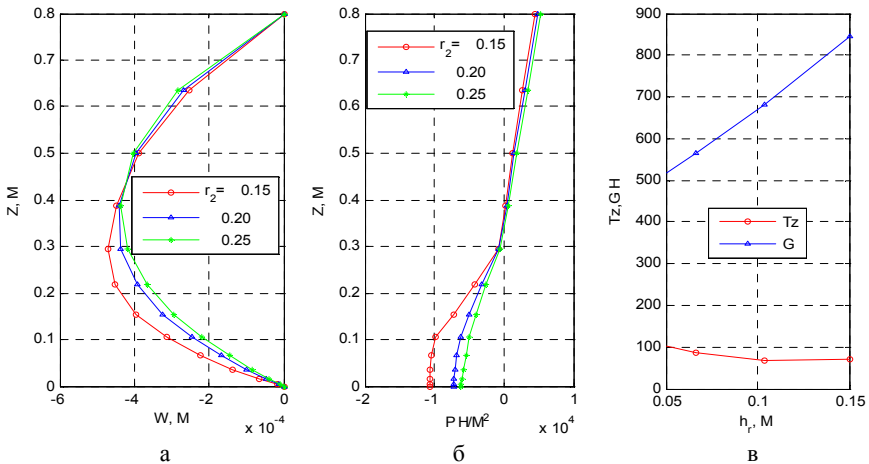 0.8
0.7
0.6
0.5
0.4
0.3
0.2
0.1
0
Z, M
-6
-4
-2
0
W, M
x 10⁻⁴
r₂= 0.15
0.20
0.25
а
0.8
0.7
0.6
0.5
0.4
0.3
0.2
0.1
0
Z, M
-2
-1
0
1
P H/M²
x 10⁴
r₂= 0.15
0.20
0.25
б
900
800
700
600
500
400
300
200
100
0
Tz,G H
0.05
0.1
0.15
hᵣ, M
Tz
G
в